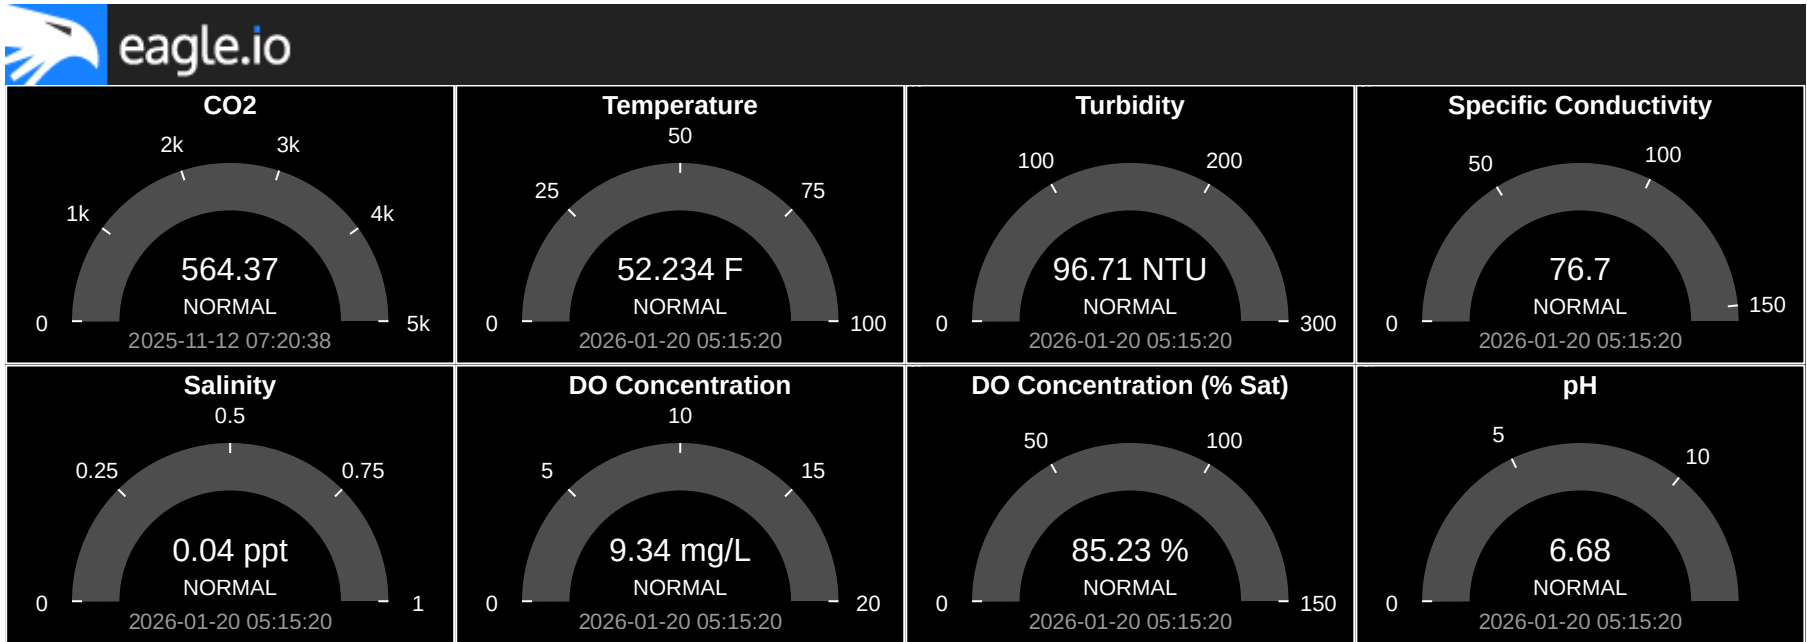 eagle.io
CO2
2k
3k
1k
4k
0
5k
564.37
NORMAL
2025-11-12 07:20:38
Temperature
50
25
75
0
100
52.234 F
NORMAL
2026-01-20 05:15:20
Turbidity
100
200
0
300
96.71 NTU
NORMAL
2026-01-20 05:15:20
Specific Conductivity
50
100
0
150
76.7
NORMAL
2026-01-20 05:15:20
Salinity
0.5
0.25
0.75
0
1
0.04 ppt
NORMAL
2026-01-20 05:15:20
DO Concentration
10
5
15
0
20
9.34 mg/L
NORMAL
2026-01-20 05:15:20
DO Concentration (% Sat)
50
100
0
150
85.23 %
NORMAL
2026-01-20 05:15:20
pH
5
10
0
6.68
NORMAL
2026-01-20 05:15:20